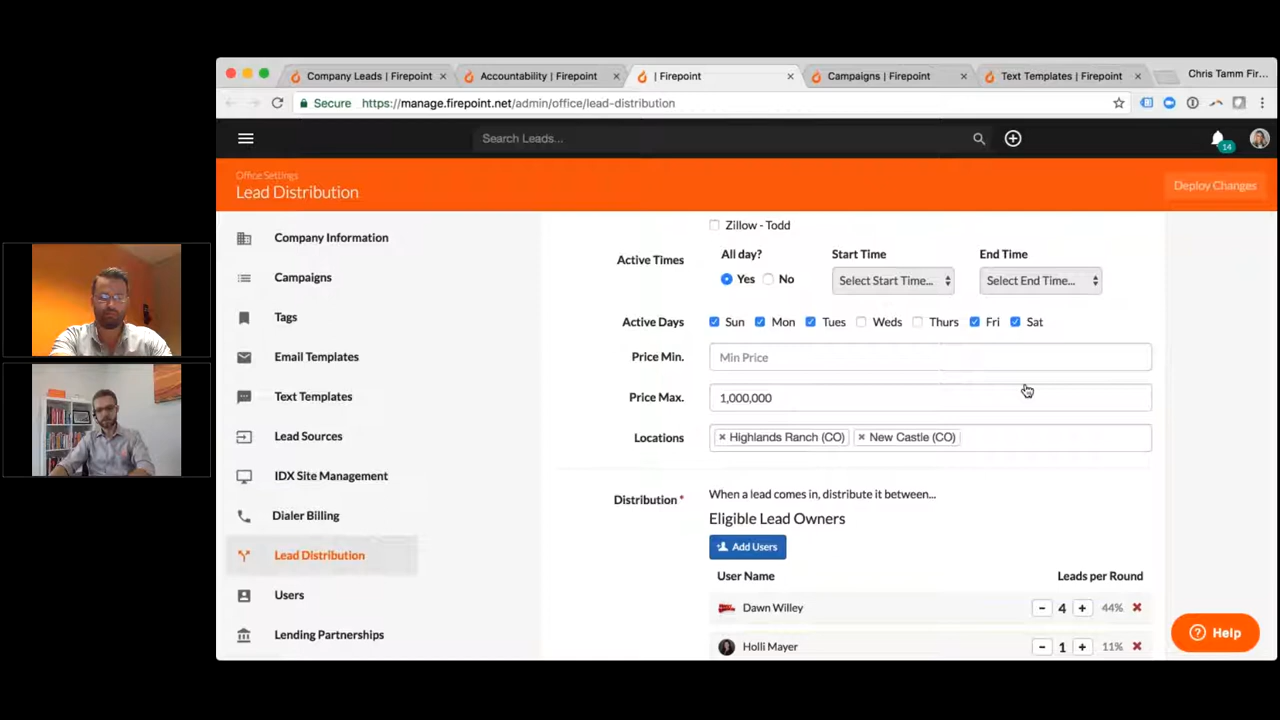 Company Leads | Firepoint ×
Accountability | Firepoint ×
| Firepoint ×
Campaigns | Firepoint ×
Text Templates | Firepoint ×
Chris Tamm Fir...
Secure https://manage.firepoint.net/admin/office/lead-distribution
Search Leads...
14
Office Settings
Lead Distribution
Deploy Changes
Company Information
Campaigns
Tags
Email Templates
Text Templates
Lead Sources
IDX Site Management
Dialer Billing
Lead Distribution
Users
Lending Partnerships
Zillow - Todd
Active Times
All day?
Start Time
End Time
Yes No
Select Start Time...
Select End Time...
Active Days
Sun Mon Tues Weds Thurs Fri Sat
Price Min.
Min Price
Price Max.
1,000,000
Locations
× Highlands Ranch (CO) × New Castle (CO)
Distribution *
When a lead comes in, distribute it between...
Eligible Lead Owners
Add Users
User Name Leads per Round
Dawn Willey - 4 + 44% ×
Holli Mayer - 1 + 11% ×
? Help